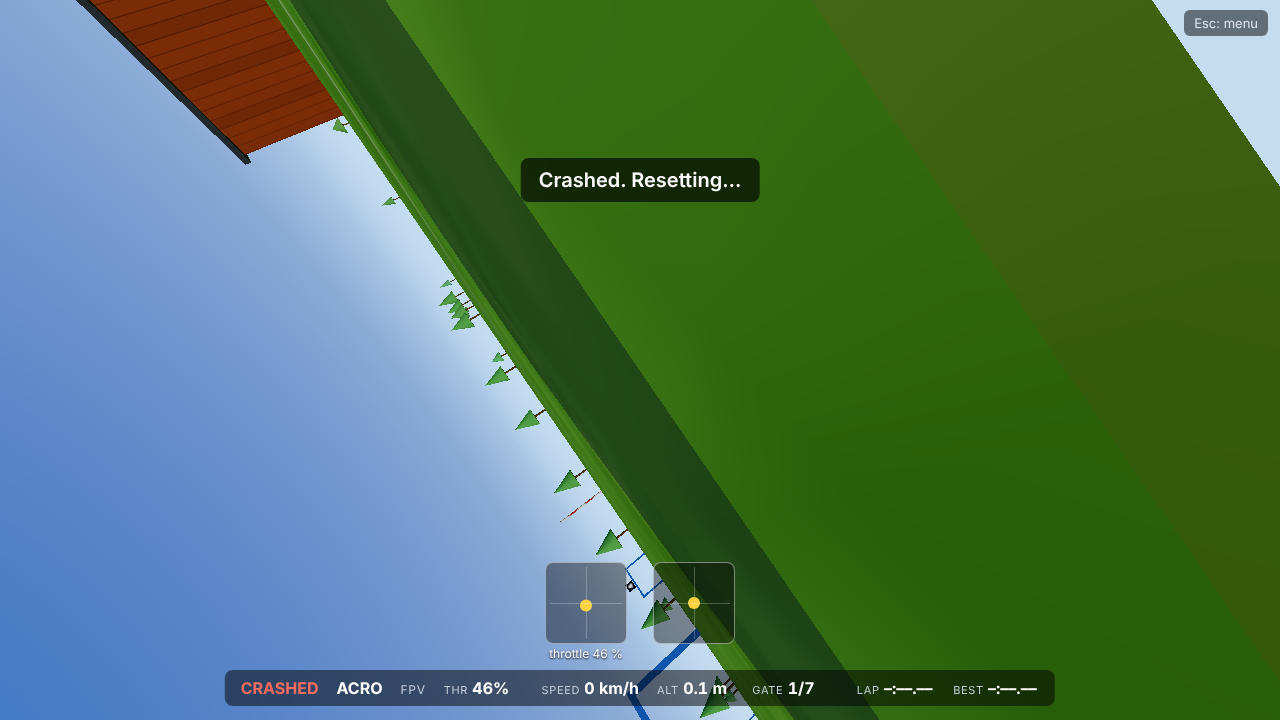 Esc: menu
Crashed. Resetting...
throttle 46 %
CRASHED ACRO FPV THR 46% SPEED 0 km/h ALT 0.1 m GATE 1/7 LAP –:––.–– BEST –:––.––